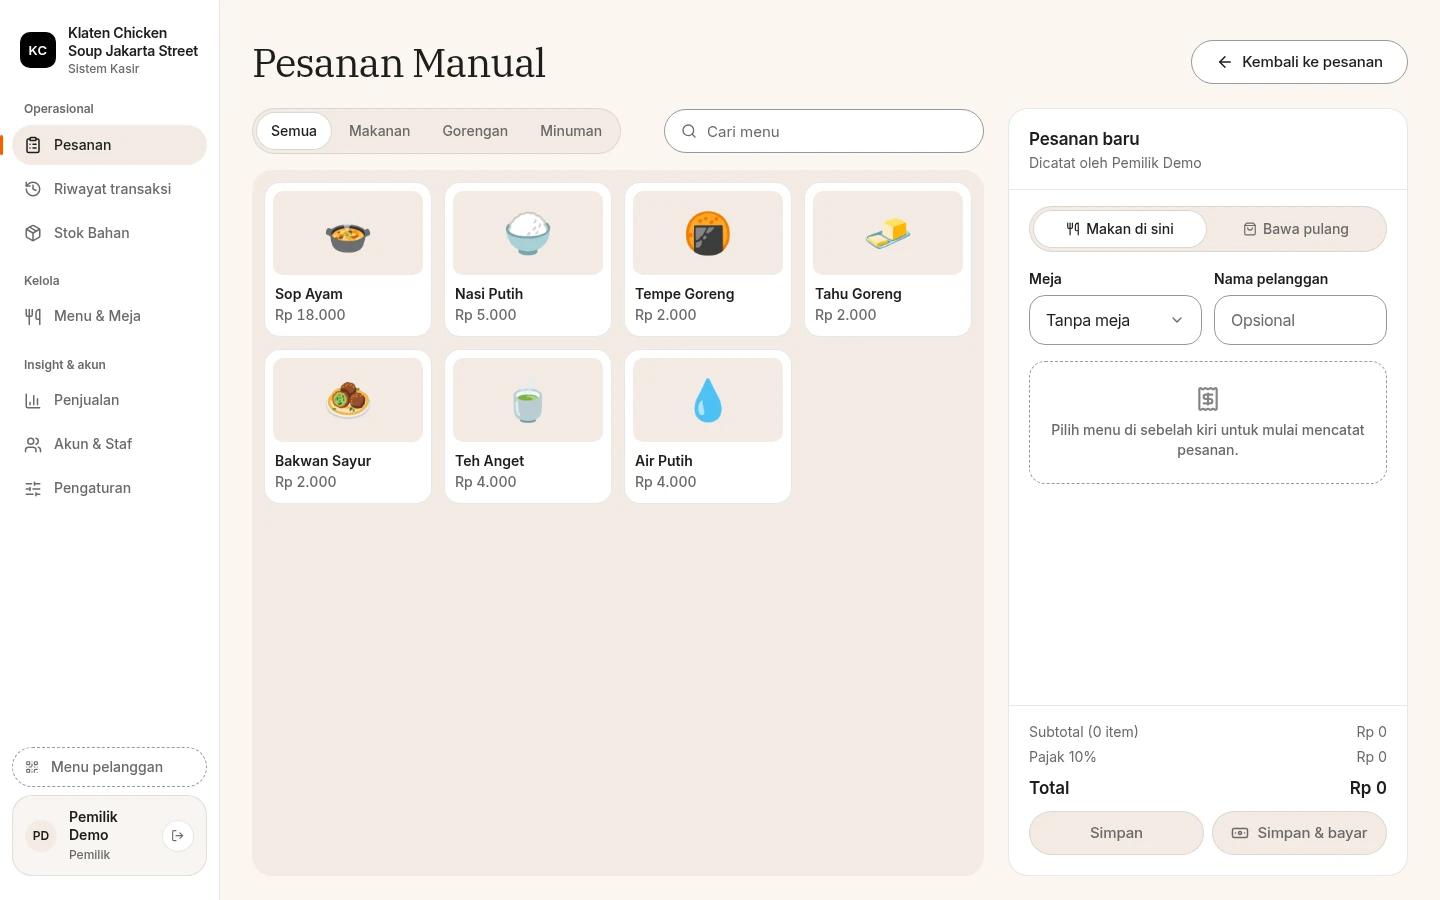 KC
Klaten Chicken
Soup Jakarta Street
Sistem Kasir
Operasional
Pesanan
Riwayat transaksi
Stok Bahan
Kelola
Menu & Meja
Insight & akun
Penjualan
Akun & Staf
Pengaturan
Menu pelanggan
PD
Pemilik
Demo
Pemilik
Pesanan Manual
Kembali ke pesanan
Semua
Makanan
Gorengan
Minuman
Cari menu
Sop Ayam
Rp 18.000
Nasi Putih
Rp 5.000
Tempe Goreng
Rp 2.000
Tahu Goreng
Rp 2.000
Bakwan Sayur
Rp 2.000
Teh Anget
Rp 4.000
Air Putih
Rp 4.000
Pesanan baru
Dicatat oleh Pemilik Demo
Makan di sini
Bawa pulang
Meja
Nama pelanggan
Tanpa meja
Opsional
Pilih menu di sebelah kiri untuk mulai mencatat
pesanan.
Subtotal (0 item) Rp 0
Pajak 10% Rp 0
Total Rp 0
Simpan
Simpan & bayar